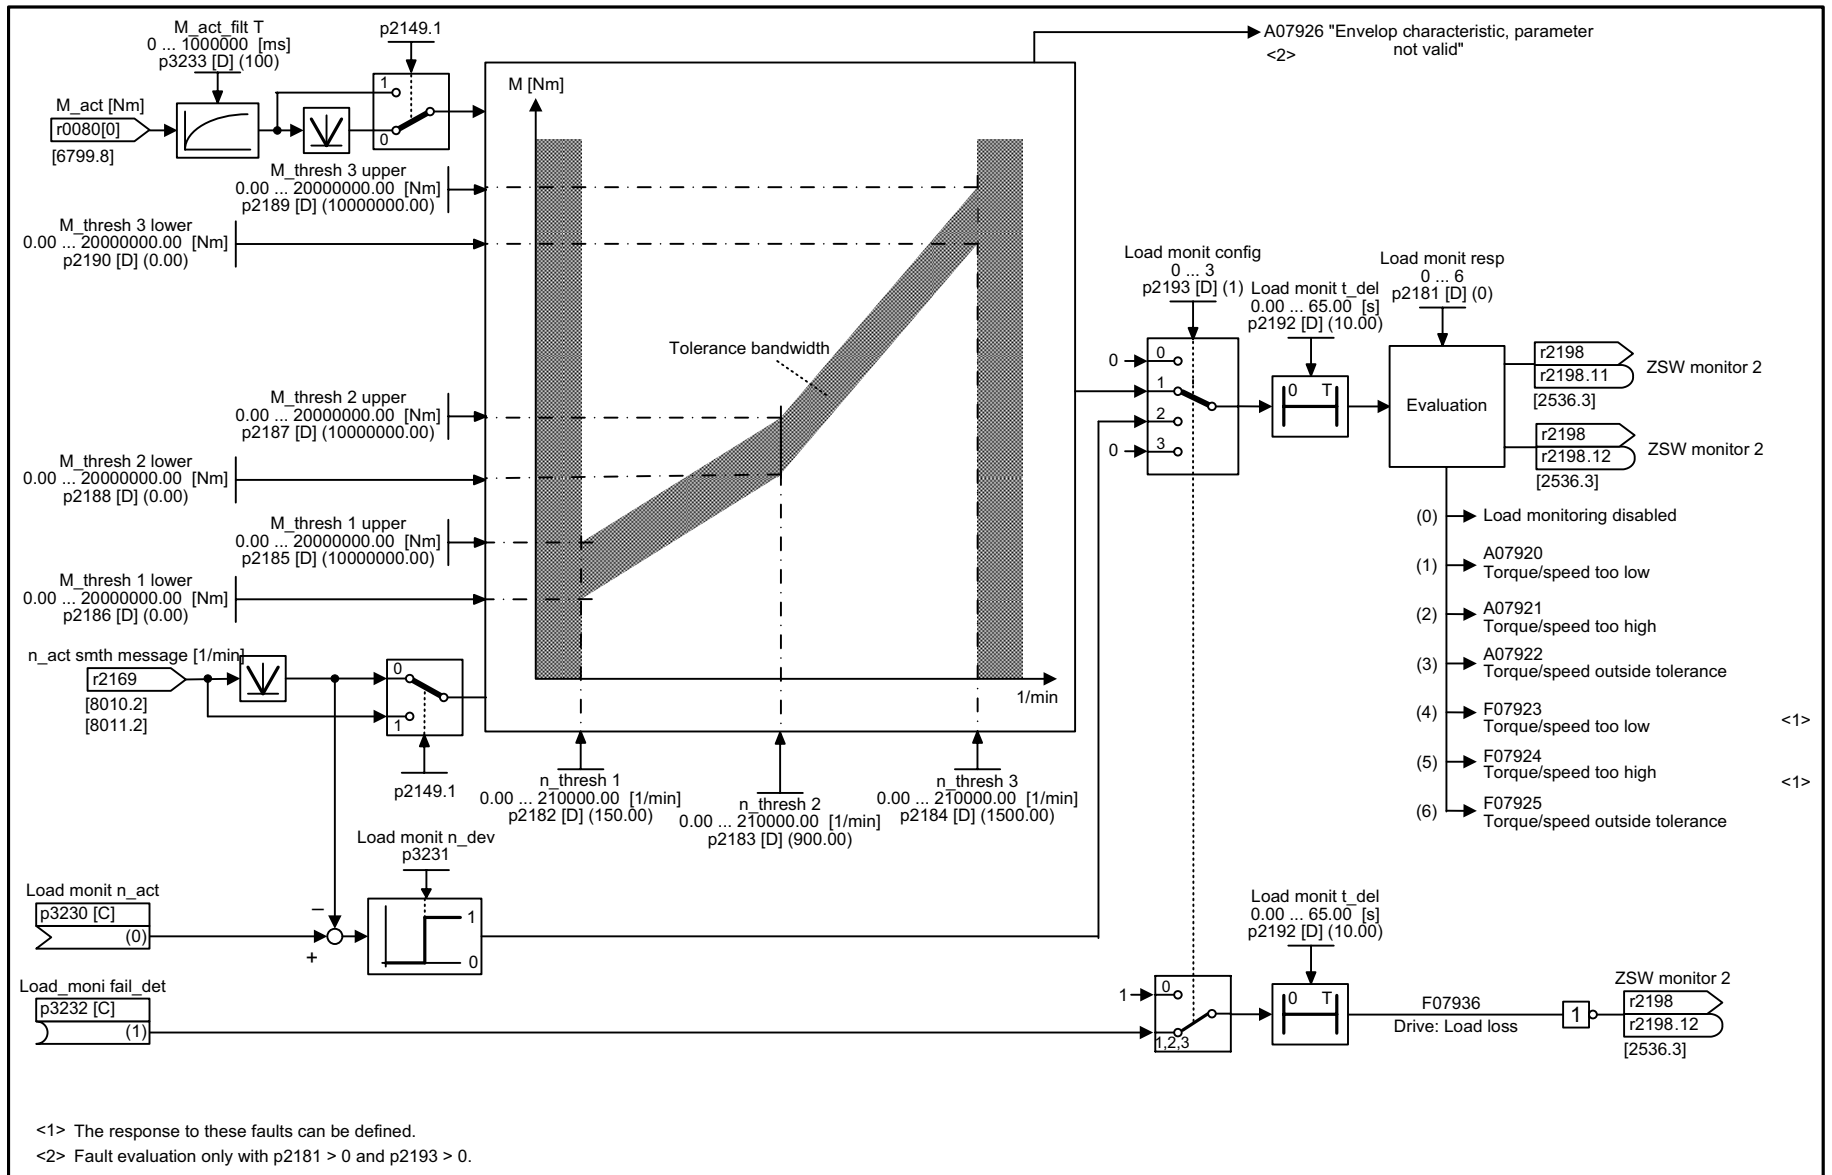 M_act_filt T
0 ... 1000000 [ms]
p3233 [D] (100)
p2149.1
A07926 "Envelop characteristic, parameter
not valid"
<2>
M_act [Nm]
r0080[0]
[6799.8]
1
0
M [Nm]
M_thresh 3 upper
0.00 ... 20000000.00 [Nm]
p2189 [D] (10000000.00)
M_thresh 3 lower
0.00 ... 20000000.00 [Nm]
p2190 [D] (0.00)
Tolerance bandwidth
M_thresh 2 upper
0.00 ... 20000000.00 [Nm]
p2187 [D] (10000000.00)
M_thresh 2 lower
0.00 ... 20000000.00 [Nm]
p2188 [D] (0.00)
M_thresh 1 upper
0.00 ... 20000000.00 [Nm]
p2185 [D] (10000000.00)
M_thresh 1 lower
0.00 ... 20000000.00 [Nm]
p2186 [D] (0.00)
n_act smth message [1/min]
r2169
[8010.2]
[8011.2]
0
1
p2149.1
1/min
n_thresh 1
0.00 ... 210000.00 [1/min]
p2182 [D] (150.00)
n_thresh 2
0.00 ... 210000.00 [1/min]
p2183 [D] (900.00)
n_thresh 3
0.00 ... 210000.00 [1/min]
p2184 [D] (1500.00)
Load monit config
0 ... 3
p2193 [D] (1)
0 0
1
2
0 3
Load monit t_del
0.00 ... 65.00 [s]
p2192 [D] (10.00)
0 T
Load monit resp
0 ... 6
p2181 [D] (0)
Evaluation
r2198
r2198.11
[2536.3]
ZSW monitor 2
r2198
r2198.12
[2536.3]
ZSW monitor 2
(0) Load monitoring disabled
(1) A07920
Torque/speed too low
(2) A07921
Torque/speed too high
(3) A07922
Torque/speed outside tolerance
(4) F07923
Torque/speed too low
<1>
(5) F07924
Torque/speed too high
<1>
(6) F07925
Torque/speed outside tolerance
Load monit n_dev
p3231
1
0
Load monit n_act
p3230 [C]
(0)
–
+
Load_moni fail_det
p3232 [C]
(1)
1 0
1,2,3
Load monit t_del
0.00 ... 65.00 [s]
p2192 [D] (10.00)
0 T
F07936
Drive: Load loss
1
ZSW monitor 2
r2198
r2198.12
[2536.3]
<1> The response to these faults can be defined.
<2> Fault evaluation only with p2181 > 0 and p2193 > 0.